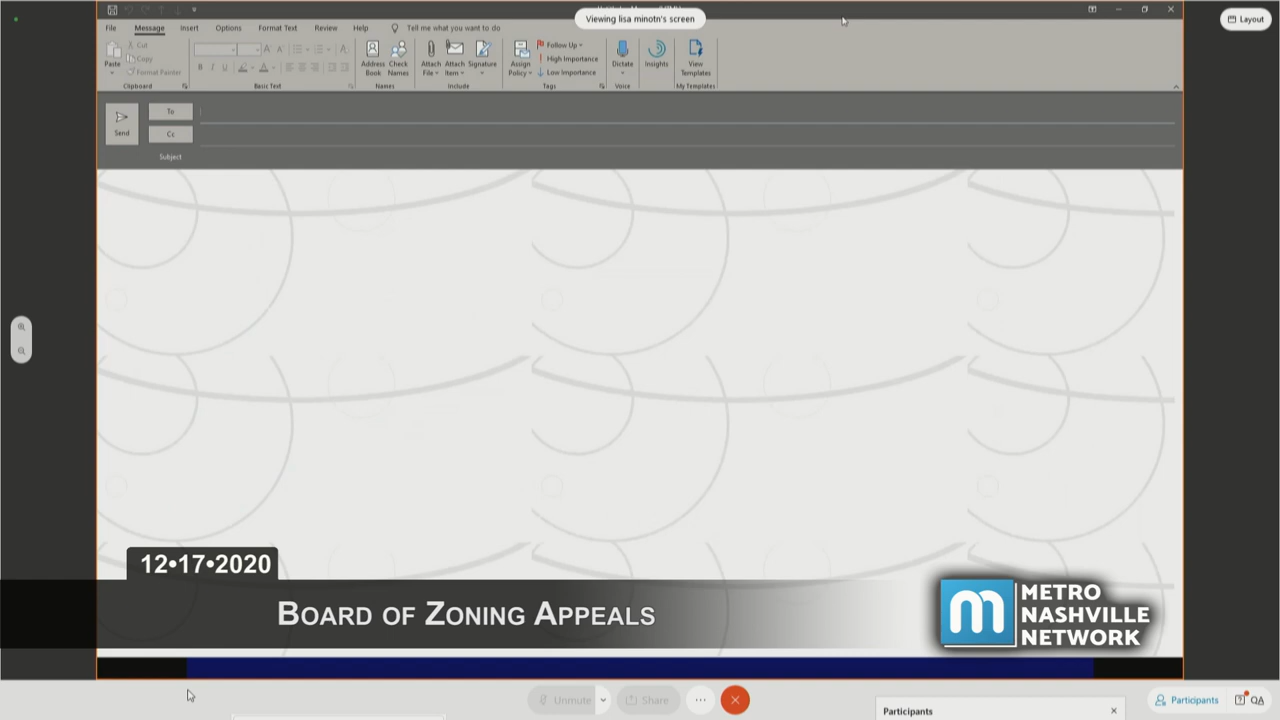 Viewing lisa minotn's screen
Layout
File Message Insert Options Format Text Review Help Tell me what you want to do
Cut
Copy
Format Painter
Paste
Clipboard
B I U
Basic Text
Address Book
Check Names
Names
Attach File
Attach Item
Signature
Include
Assign Policy
Follow Up
High Importance
Low Importance
Tags
Dictate
Voice
Insights
View Templates
My Templates
Send
To
Cc
Subject
12•17•2020
BOARD OF ZONING APPEALS
m METRO
NASHVILLE
NETWORK
Unmute Share
Participants
Participants